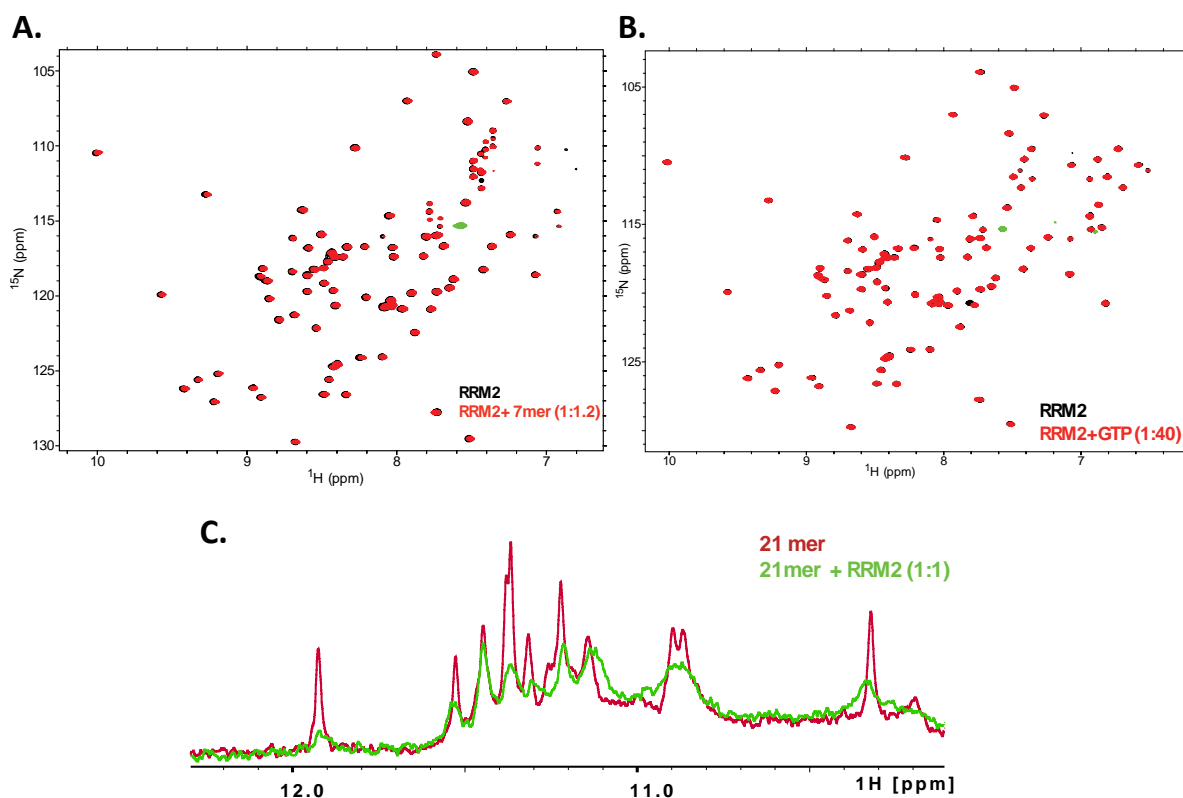 A.
105
110
115
120
125
130
15N (ppm)
10
9
8
7
1H (ppm)
RRM2
RRM2+ 7mer (1:1.2)
B.
105
115
125
15N (ppm)
10
9
8
7
1H (ppm)
RRM2
RRM2+GTP (1:40)
C.
21 mer
21mer + RRM2 (1:1)
12.0
11.0
1H [ppm]